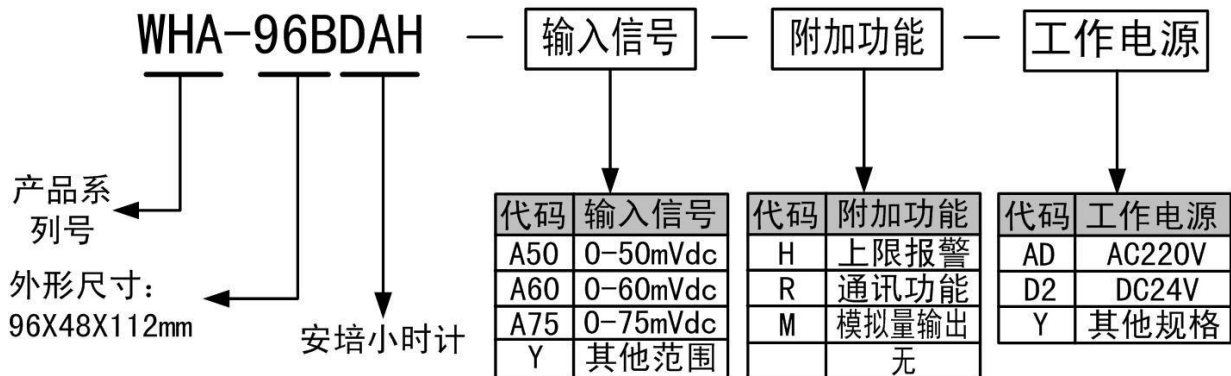 WHA-96BDAH — 输入信号 — 附加功能 — 工作电源
产品系
列号
外形尺寸:
96X48X112mm
安培小时计
代码 输入信号
A50 0-50mVdc
A60 0-60mVdc
A75 0-75mVdc
Y 其他范围
代码 附加功能
H 上限报警
R 通讯功能
M 模拟量输出
无
代码 工作电源
AD AC220V
D2 DC24V
Y 其他规格